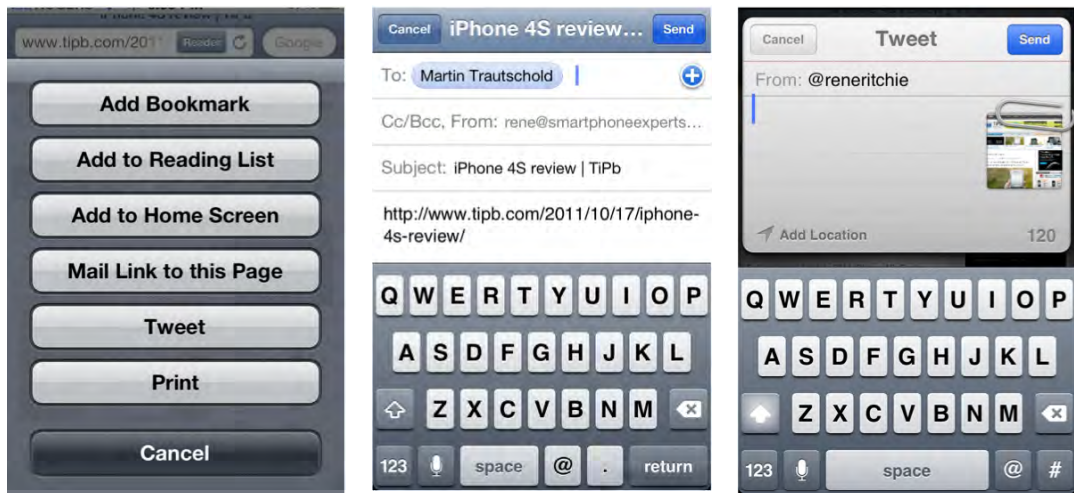 www.tipb.com/201
Reader
Google
Add Bookmark
Add to Reading List
Add to Home Screen
Mail Link to this Page
Tweet
Print
Cancel
Cancel iPhone 4S review... Send
To: Martin Trautschold
Cc/Bcc, From: rene@smartphoneexperts...
Subject: iPhone 4S review | TiPb
http://www.tipb.com/2011/10/17/iphone-
4s-review/
Q W E R T Y U I O P
A S D F G H J K L
Z X C V B N M
123 space @ . return
Cancel Tweet Send
From: @reneritchie
Add Location 120
Q W E R T Y U I O P
A S D F G H J K L
Z X C V B N M
123 space @ #